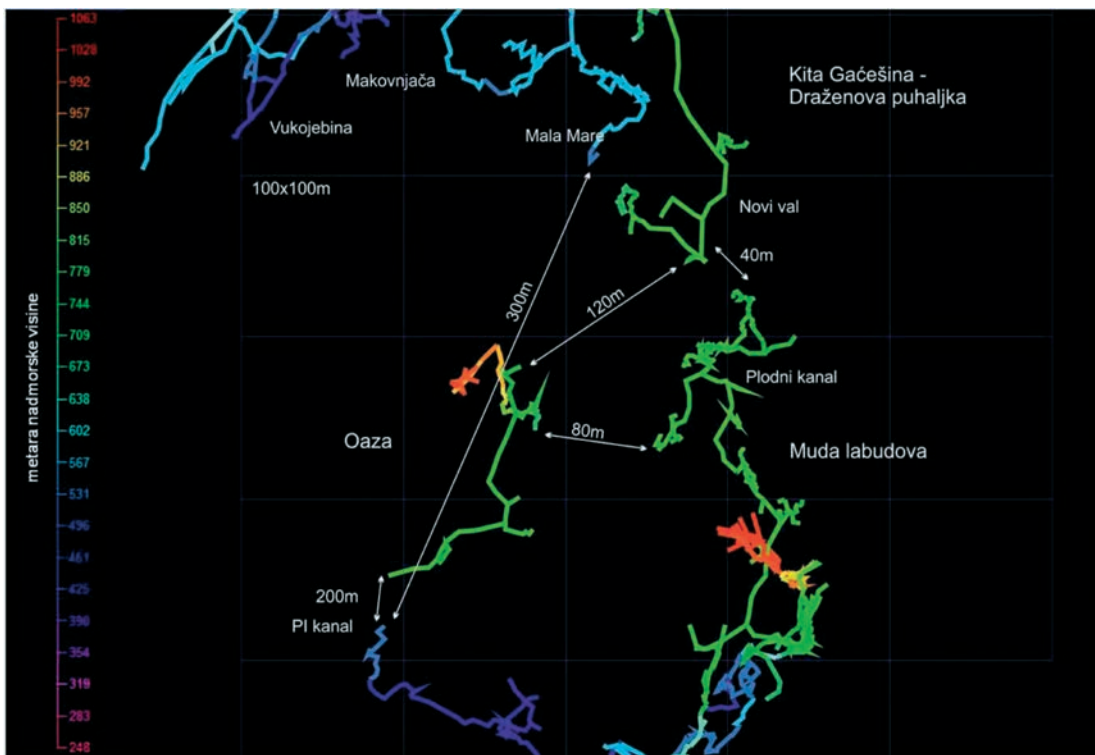 metara nadmorske visine
1063
1028
992
957
921
886
850
815
779
744
709
673
638
602
567
531
496
461
425
390
354
319
283
248
Makovnjača
Vukojebina
Mala Mare
Kita Gaćešina -
Draženova puhaljka
100x100m
Novi val
40m
120m
300m
Plodni kanal
80m
Oaza
Muda labudova
200m
PI kanal